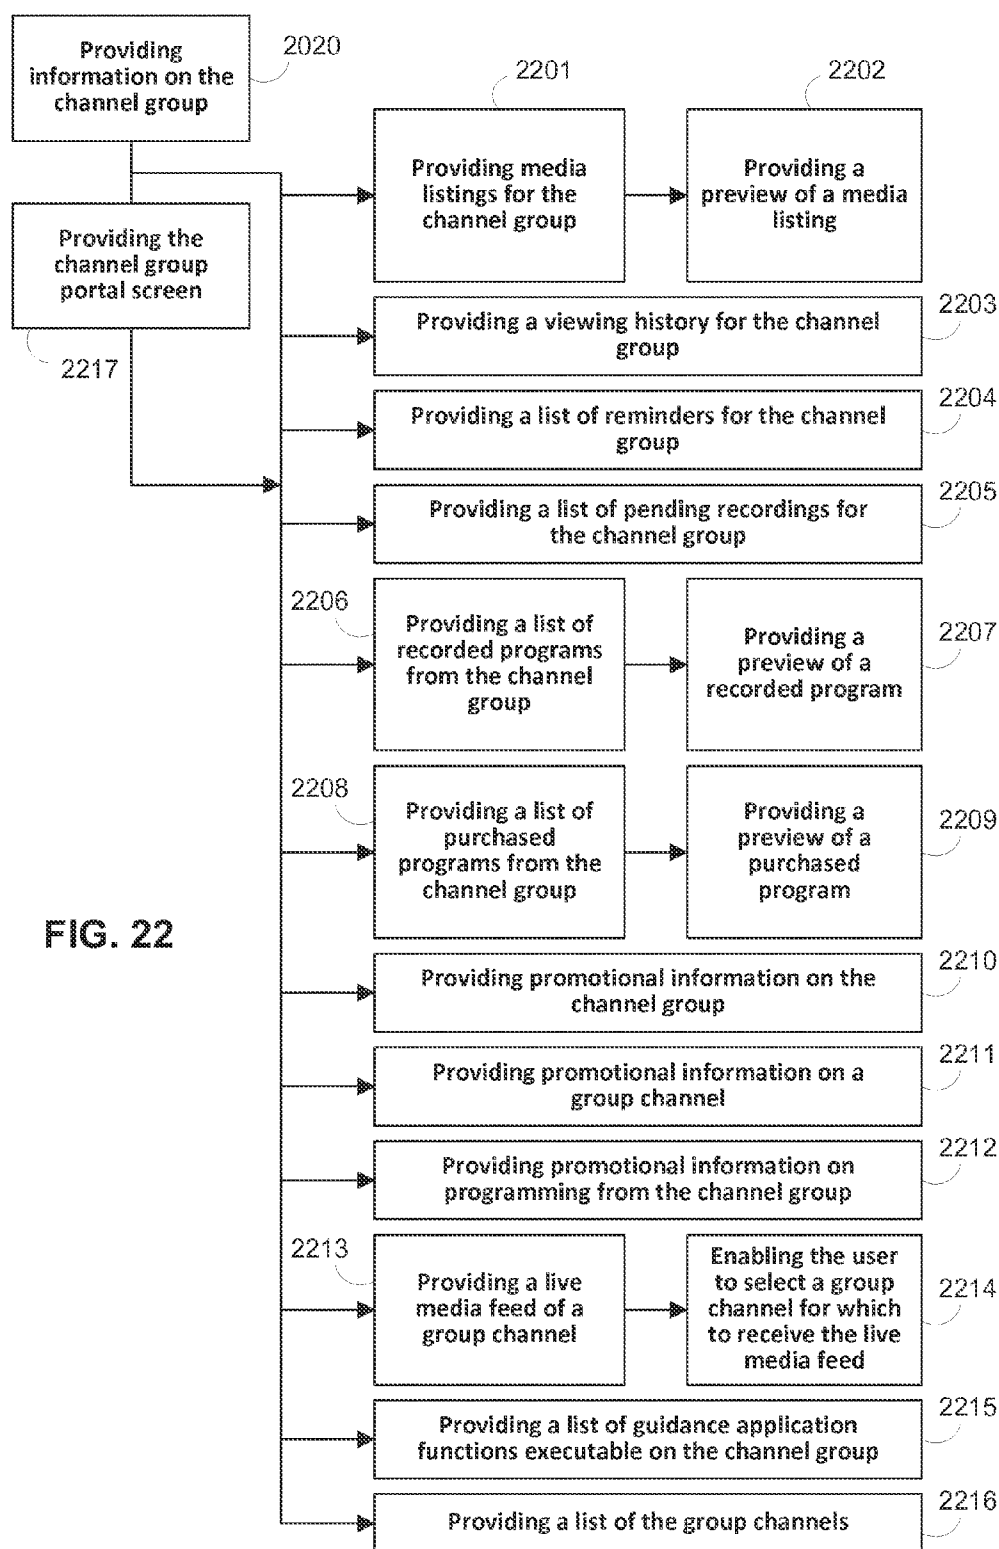 Providing
information on the
channel group
2020
2201
2202
Providing media
listings for the
channel group
Providing a
preview of a media
listing
Providing the
channel group
portal screen
2217
Providing a viewing history for the channel
group
2203
Providing a list of reminders for the channel
group
2204
Providing a list of pending recordings for
the channel group
2205
2206
Providing a list of
recorded programs
from the channel
group
Providing a
preview of a
recorded program
2207
2208
Providing a list of
purchased
programs from the
channel group
Providing a
preview of a
purchased
program
2209
FIG. 22
Providing promotional information on the
channel group
2210
Providing promotional information on a
group channel
2211
Providing promotional information on
programming from the channel group
2212
2213
Providing a live
media feed of a
group channel
Enabling the user
to select a group
channel for which
to receive the live
media feed
2214
Providing a list of guidance application
functions executable on the channel group
2215
Providing a list of the group channels
2216